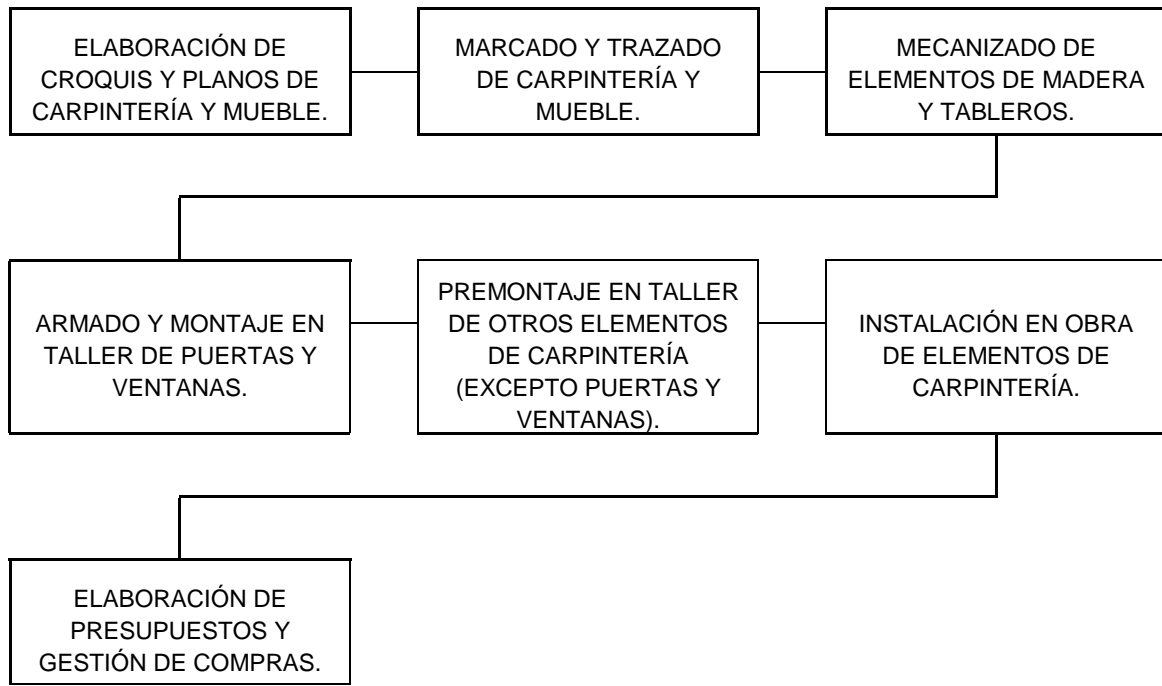 ELABORACIÓN DE
CROQUIS Y PLANOS DE
CARPINTERÍA Y MUEBLE.
MARCADO Y TRAZADO
DE CARPINTERÍA Y
MUEBLE.
MECANIZADO DE
ELEMENTOS DE MADERA
Y TABLEROS.
ARMADO Y MONTAJE EN
TALLER DE PUERTAS Y
VENTANAS.
PREMONTAJE EN TALLER
DE OTROS ELEMENTOS
DE CARPINTERÍA
(EXCEPTO PUERTAS Y
VENTANAS).
INSTALACIÓN EN OBRA
DE ELEMENTOS DE
CARPINTERÍA.
ELABORACIÓN DE
PRESUPUESTOS Y
GESTIÓN DE COMPRAS.